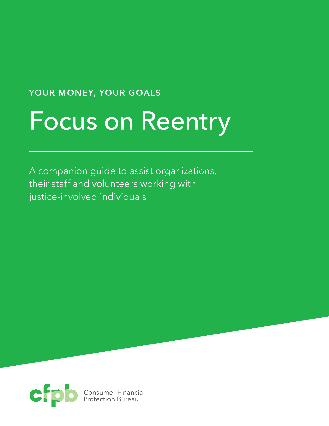 YOUR MONEY, YOUR GOALS
Focus on Reentry
A companion guide to assist organizations,
their staff and volunteers working with
justice-involved individuals
cfpb
Consumer Financial
Protection Bureau